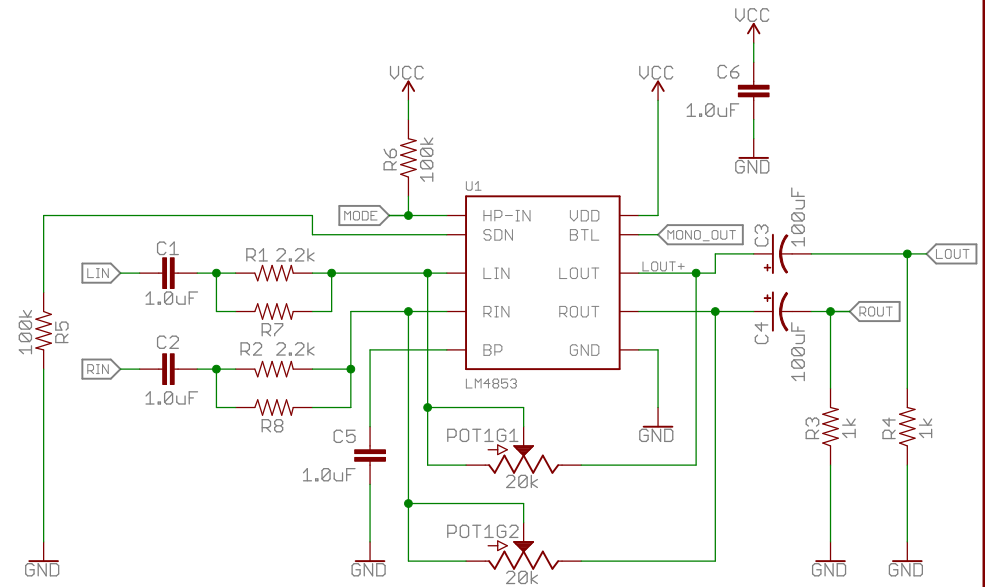 VCC
C6
1.0uF
GND
VCC
R6
100k
VCC
U1
MODE
HP-IN
VDD
SDN
BTL
MONO_OUT
C3
100uF
C1
LIN
1.0uF
R1 2.2k
R7
LIN
LOUT
LOUT+
LOUT
RIN
ROUT
C4
100uF
ROUT
100k
R5
C2
RIN
1.0uF
R2 2.2k
R8
BP
GND
LM4853
GND
C5
1.0uF
POT1G1
20k
POT1G2
20k
R3
1k
R4
1k
GND
GND
GND
GND